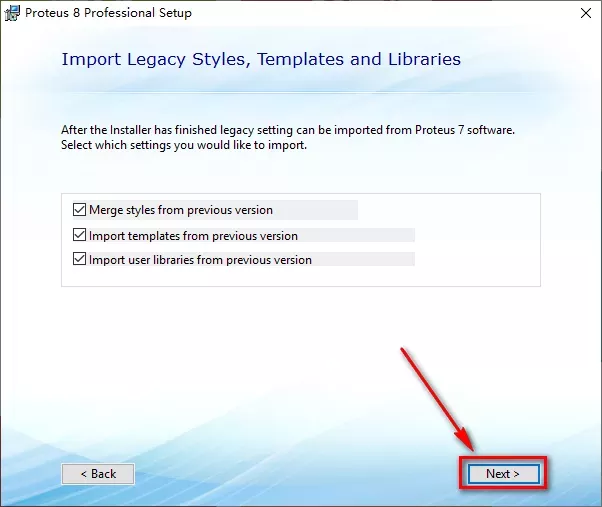 Proteus 8 Professional Setup
Import Legacy Styles, Templates and Libraries
After the Installer has finished legacy setting can be imported from Proteus 7 software.
Select which settings you would like to import.
Merge styles from previous version
Import templates from previous version
Import user libraries from previous version
< Back
Next >